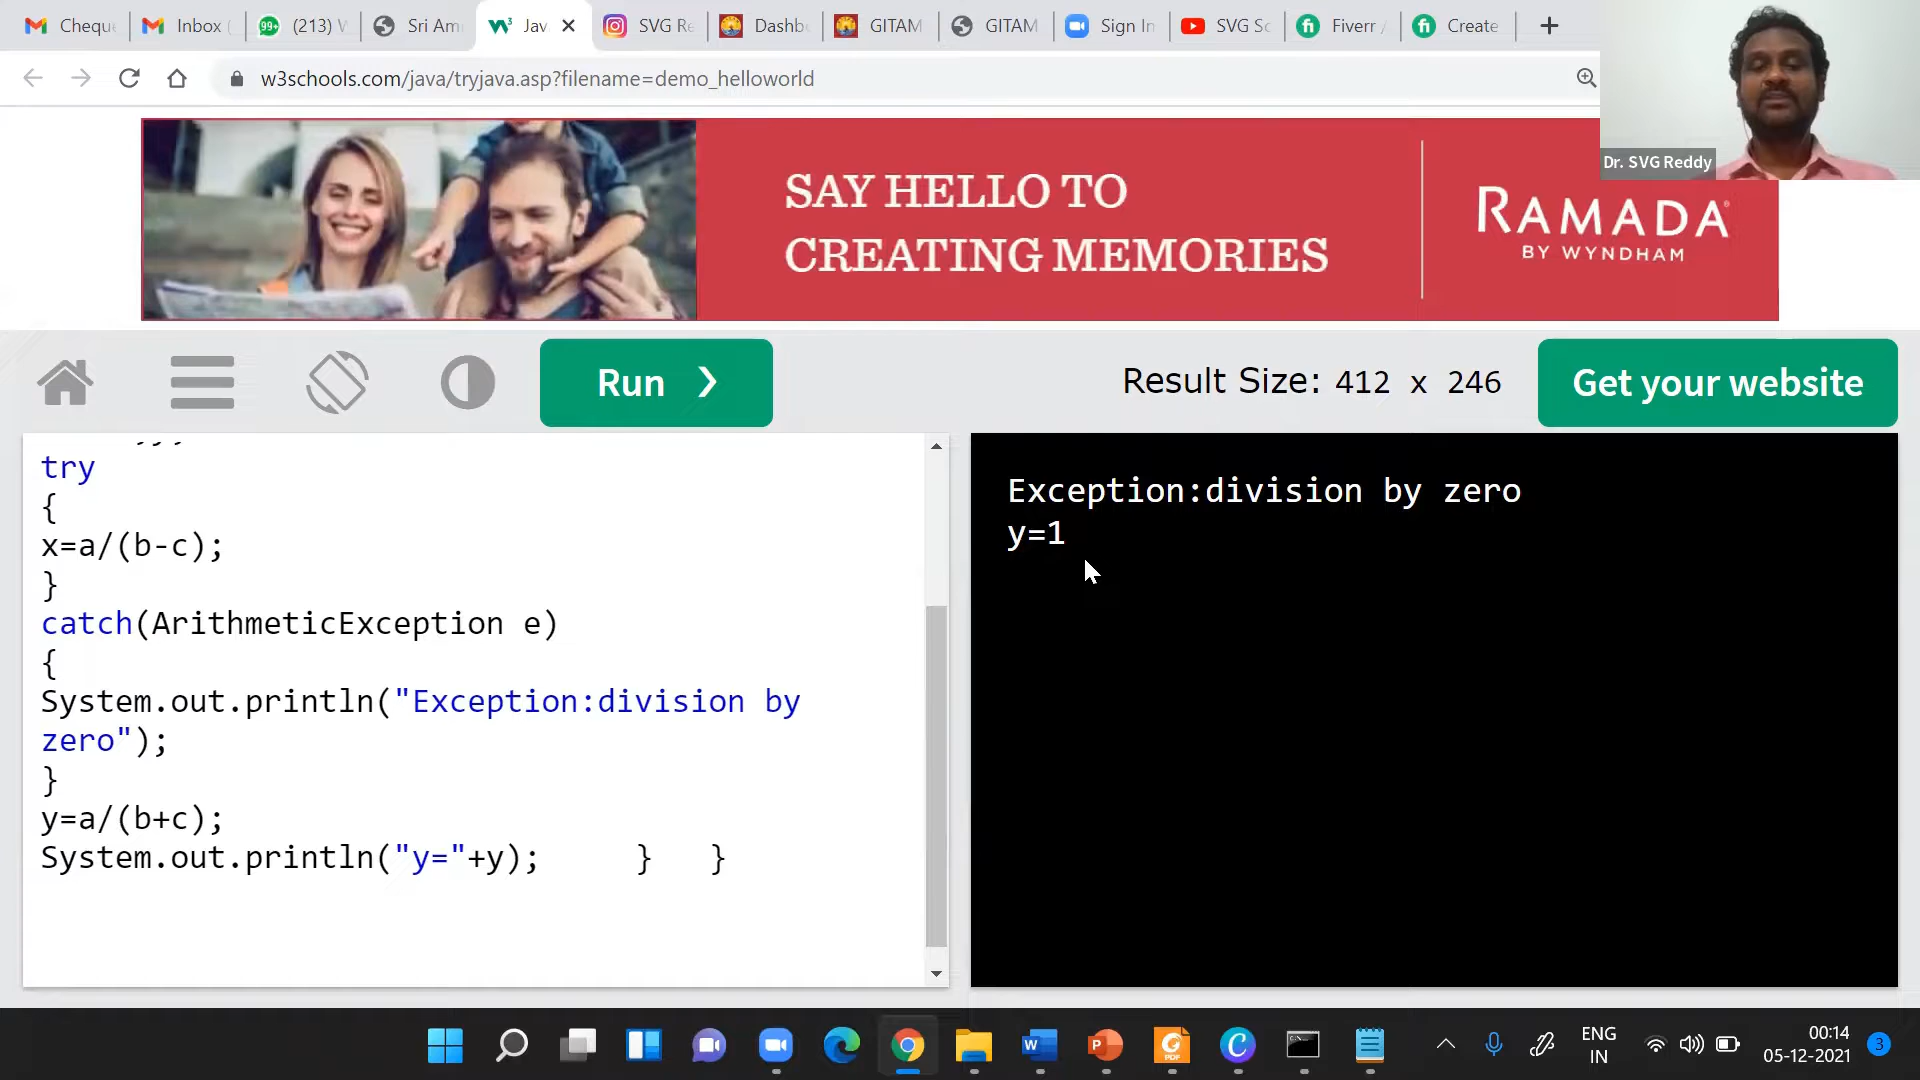 Chequ
Inbox (
(213) V
Sri Am
Jav
SVG Re
Dashb
GITAM
GITAM
Sign In
SVG Sc
Fiverr /
Create
w3schools.com/java/tryjava.asp?filename=demo_helloworld
SAY HELLO TO
CREATING MEMORIES
RAMADA
BY WYNDHAM
Dr. SVG Reddy
Run
Result Size: 412 x 246
Get your website
try
{
x=a/(b-c);
}
catch(ArithmeticException e)
{
System.out.println("Exception:division by
zero");
}
y=a/(b+c);
System.out.println("y="+y); } }
Exception:division by zero
y=1
ENG
IN
00:14
05-12-2021
3